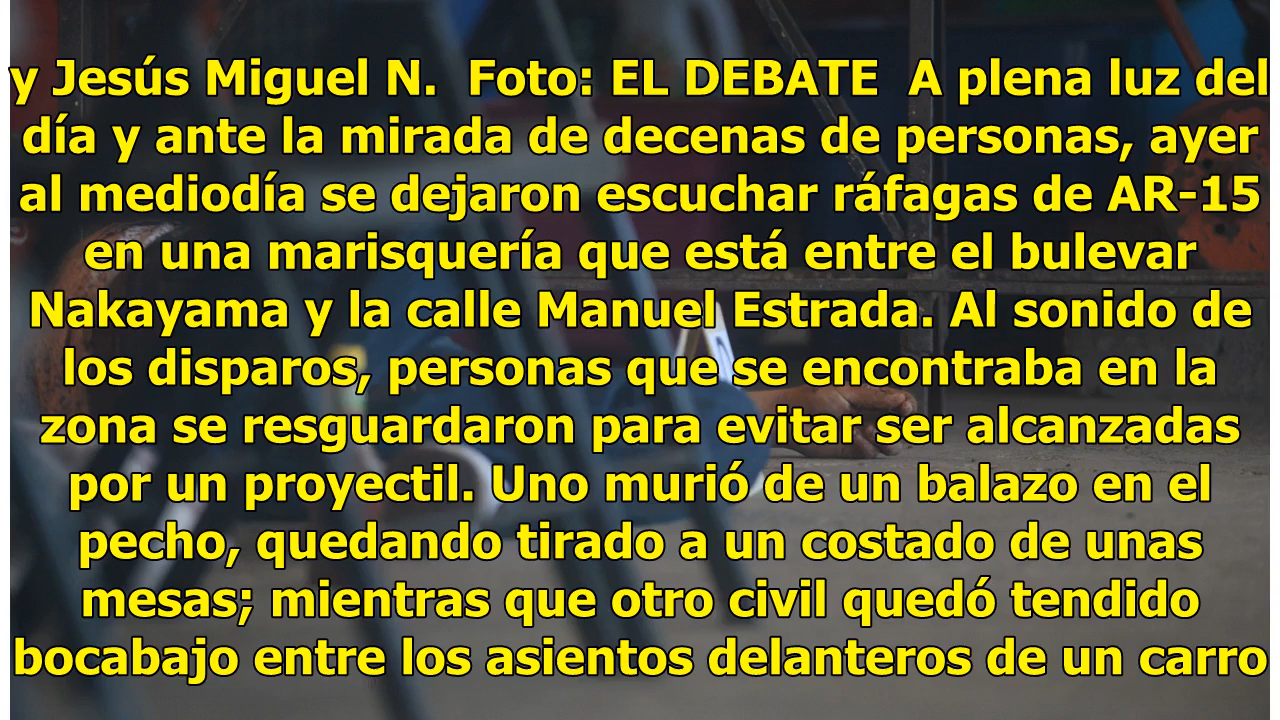 y Jesús Miguel N.  Foto: EL DEBATE  A plena luz del
día y ante la mirada de decenas de personas, ayer
al mediodía se dejaron escuchar ráfagas de AR-15
en una marisquería que está entre el bulevar
Nakayama y la calle Manuel Estrada. Al sonido de
los disparos, personas que se encontraba en la
zona se resguardaron para evitar ser alcanzadas
por un proyectil. Uno murió de un balazo en el
pecho, quedando tirado a un costado de unas
mesas; mientras que otro civil quedó tendido
bocabajo entre los asientos delanteros de un carro